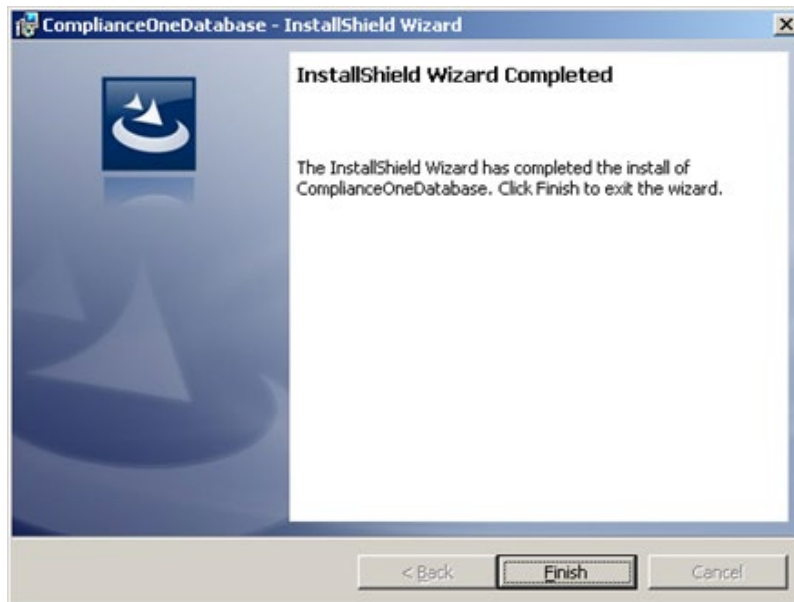 ComplianceOneDatabase - InstallShield Wizard
InstallShield Wizard Completed
The InstallShield Wizard has completed the install of
ComplianceOneDatabase. Click Finish to exit the wizard.
< Back
Finish
Cancel